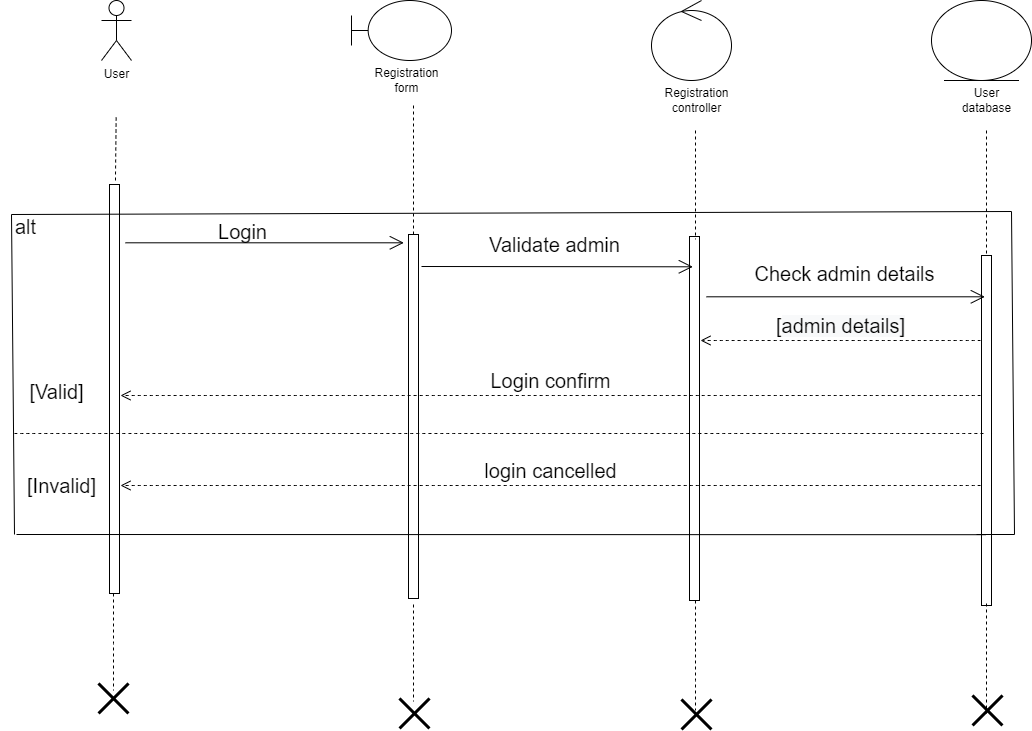 User
Registration
form
Registration
controller
User
database
alt
Login
Validate admin
Check admin details
[admin details]
Login confirm
[Valid]
login cancelled
[Invalid]